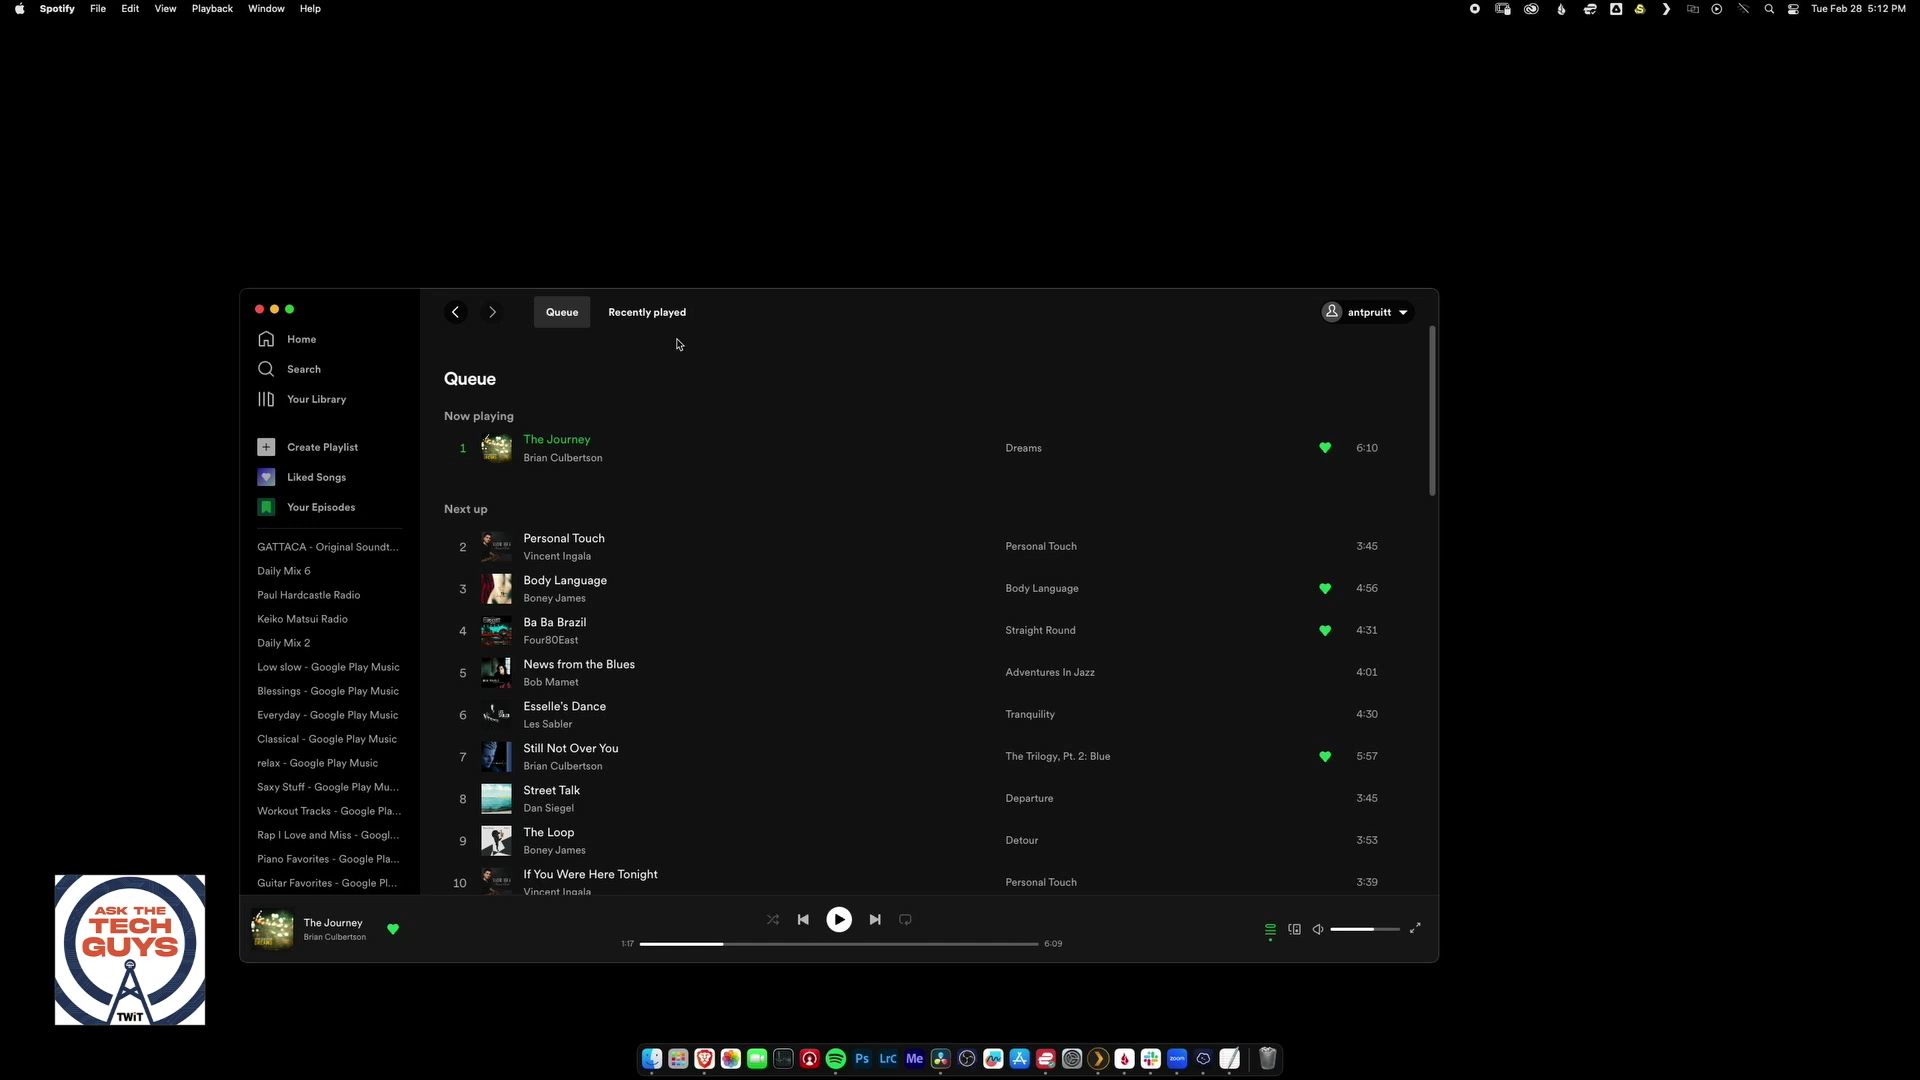 Spotify File Edit View Playback Window Help
Tue Feb 28 5:12 PM
Queue
Recently played
antpruitt
Home
Search
Your Library
Create Playlist
Liked Songs
Your Episodes
GATTACA - Original Soundt...
Daily Mix 6
Paul Hardcastle Radio
Keiko Matsui Radio
Daily Mix 2
Low slow - Google Play Music
Blessings - Google Play Music
Everyday - Google Play Music
Classical - Google Play Music
relax - Google Play Music
Saxy Stuff - Google Play Mu...
Workout Tracks - Google Pla...
Rap I Love and Miss - Googl...
Piano Favorites - Google Pla...
Guitar Favorites - Google Pl...
Queue
Now playing
1 The Journey Dreams 6:10
Brian Culbertson
Next up
2 Personal Touch Personal Touch 3:45
Vincent Ingala
3 Body Language Body Language 4:56
Boney James
4 Ba Ba Brazil Straight Round 4:31
Four80East
5 News from the Blues Adventures In Jazz 4:01
Bob Mamet
6 Esselle's Dance Tranquility 4:30
Les Sabler
7 Still Not Over You The Trilogy, Pt. 2: Blue 5:57
Brian Culbertson
8 Street Talk Departure 3:45
Dan Siegel
9 The Loop Detour 3:53
Boney James
10 If You Were Here Tonight Personal Touch 3:39
Vincent Ingala
The Journey
Brian Culbertson
1:17
6:09
ASK THE
TECH
GUYS
TWiT
Ps LrC Me
zoom